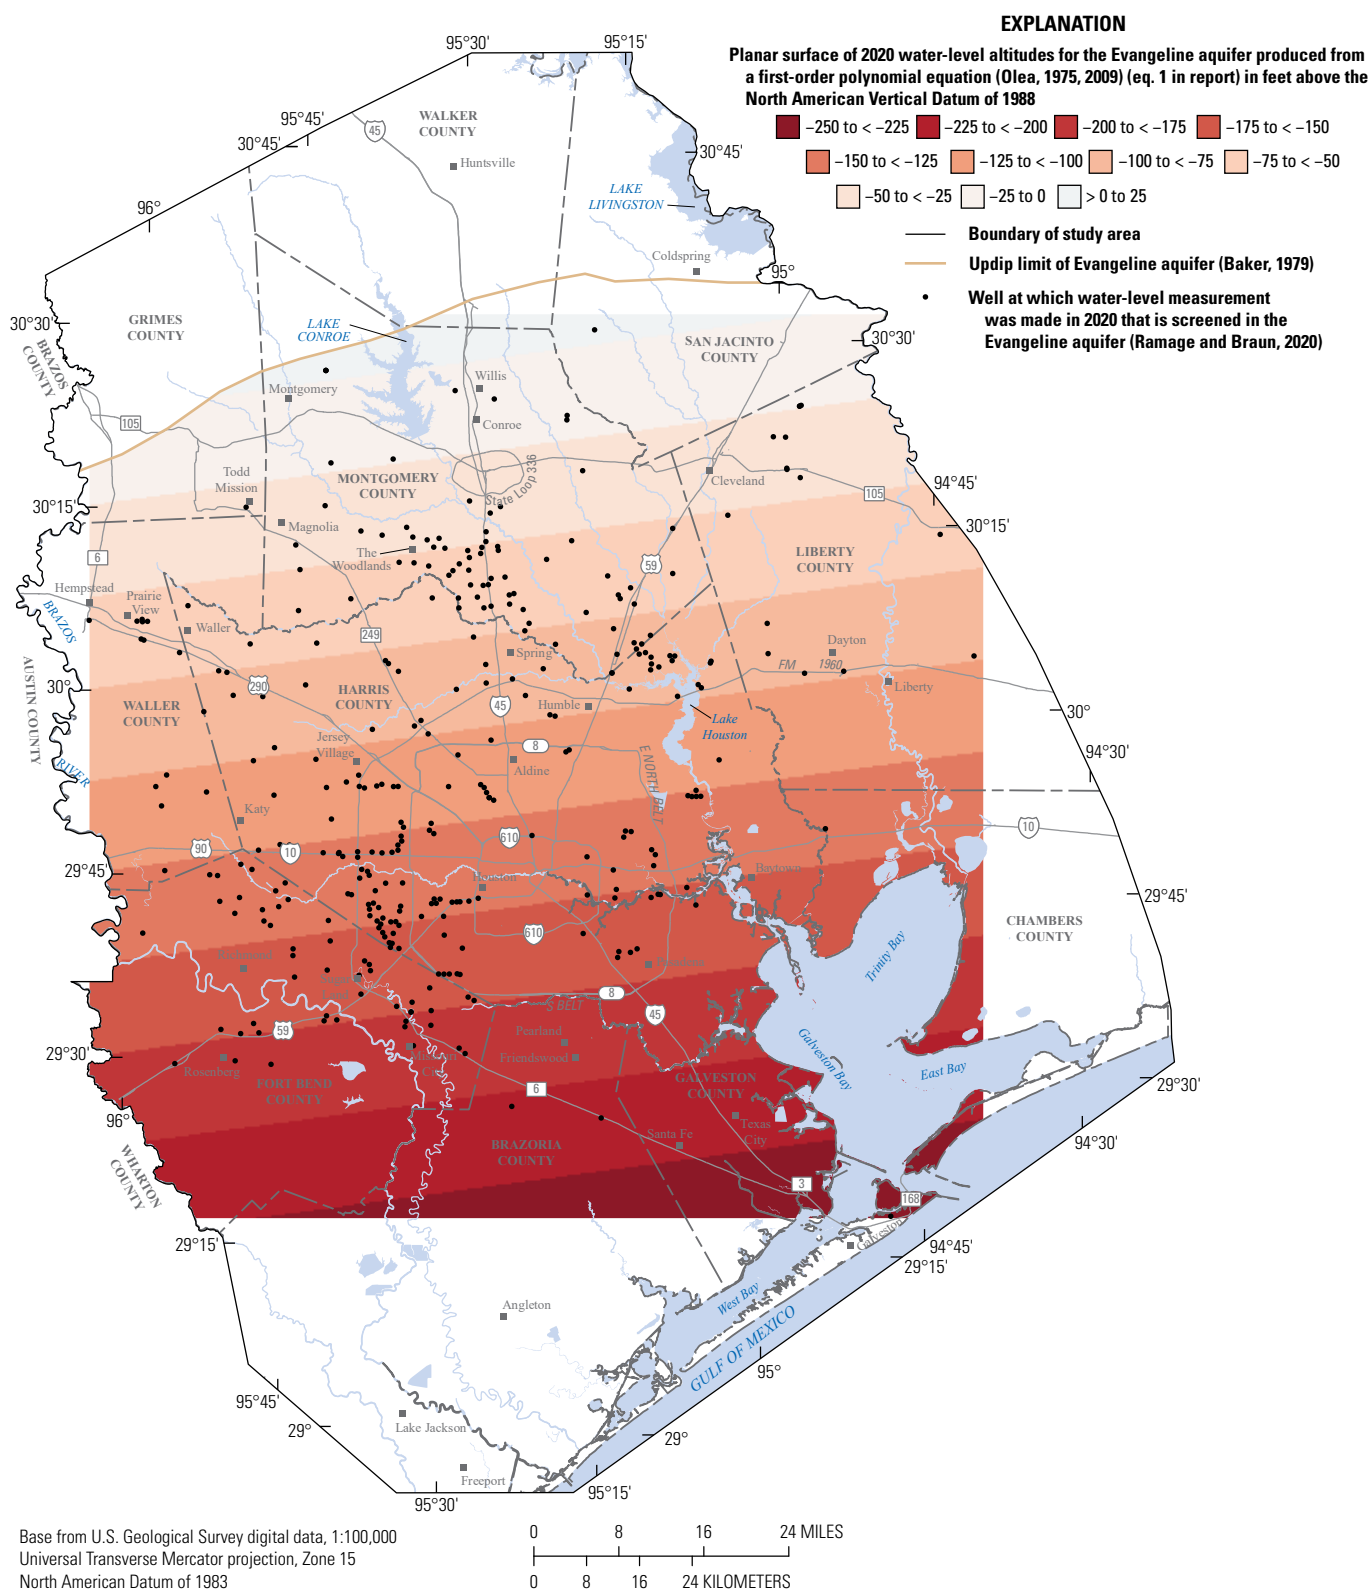 EXPLANATION
Planar surface of 2020 water-level altitudes for the Evangeline aquifer produced from
a first-order polynomial equation (Olea, 1975, 2009) (eq. 1 in report) in feet above the
North American Vertical Datum of 1988
−250 to < −225
−225 to < −200
−200 to < −175
−175 to < −150
−150 to < −125
−125 to < −100
−100 to < −75
−75 to < −50
−50 to < −25
−25 to 0
> 0 to 25
Boundary of study area
Updip limit of Evangeline aquifer (Baker, 1979)
Well at which water-level measurement
was made in 2020 that is screened in the
Evangeline aquifer (Ramage and Braun, 2020)
95°30'
95°15'
95°45'
30°45'
96°
30°30'
30°15'
30°
29°45'
29°30'
96°
29°15'
95°45'
29°
95°30'
95°15'
29°
95°
29°15'
94°45'
94°30'
29°30'
29°45'
94°30'
30°
30°15'
94°45'
30°30'
95°
30°45'
WALKER
COUNTY
45
Huntsville
LAKE
LIVINGSTON
Coldspring
GRIMES
COUNTY
LAKE
CONROE
SAN JACINTO
COUNTY
BRAZOS
COUNTY
Montgomery
Willis
Conroe
105
Todd
Mission
MONTGOMERY
COUNTY
State Loop 336
Cleveland
105
Magnolia
The
Woodlands
LIBERTY
COUNTY
6
59
Hempstead
Prairie
View
BRAZOS
Waller
249
Spring
Dayton
FM 1960
Liberty
AUSTIN COUNTY
290
HARRIS
COUNTY
WALLER
COUNTY
45
Humble
Lake
Houston
Jersey
Village
8
Aldine
RIVER
E NORTH BELT
Katy
90
10
610
10
Houston
Baytown
CHAMBERS
COUNTY
610
Trinity Bay
Richmond
Sugar
Land
Pasadena
8
S BELT
59
45
Pearland
Friendswood
Galveston Bay
East Bay
Rosenberg
Missouri
City
FORT BEND
COUNTY
GALVESTON
COUNTY
6
Texas
City
Santa Fe
BRAZORIA
COUNTY
WHARTON
COUNTY
3
168
Galveston
West Bay
GULF OF MEXICO
Angleton
Lake Jackson
Freeport
Base from U.S. Geological Survey digital data, 1:100,000
Universal Transverse Mercator projection, Zone 15
North American Datum of 1983
0 8 16 24 MILES
0 8 16 24 KILOMETERS